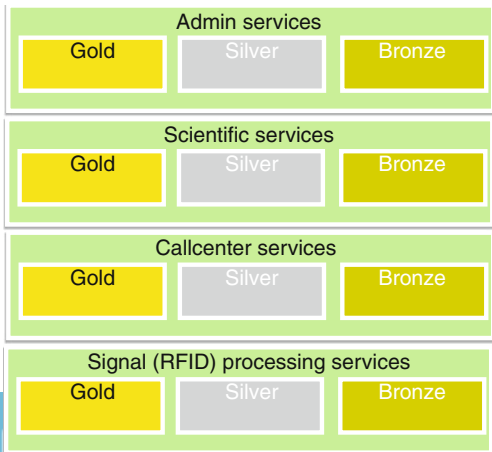 Admin services
Gold Silver Bronze
Scientific services
Gold Silver Bronze
Callcenter services
Gold Silver Bronze
Signal (RFID) processing services
Gold Silver Bronze